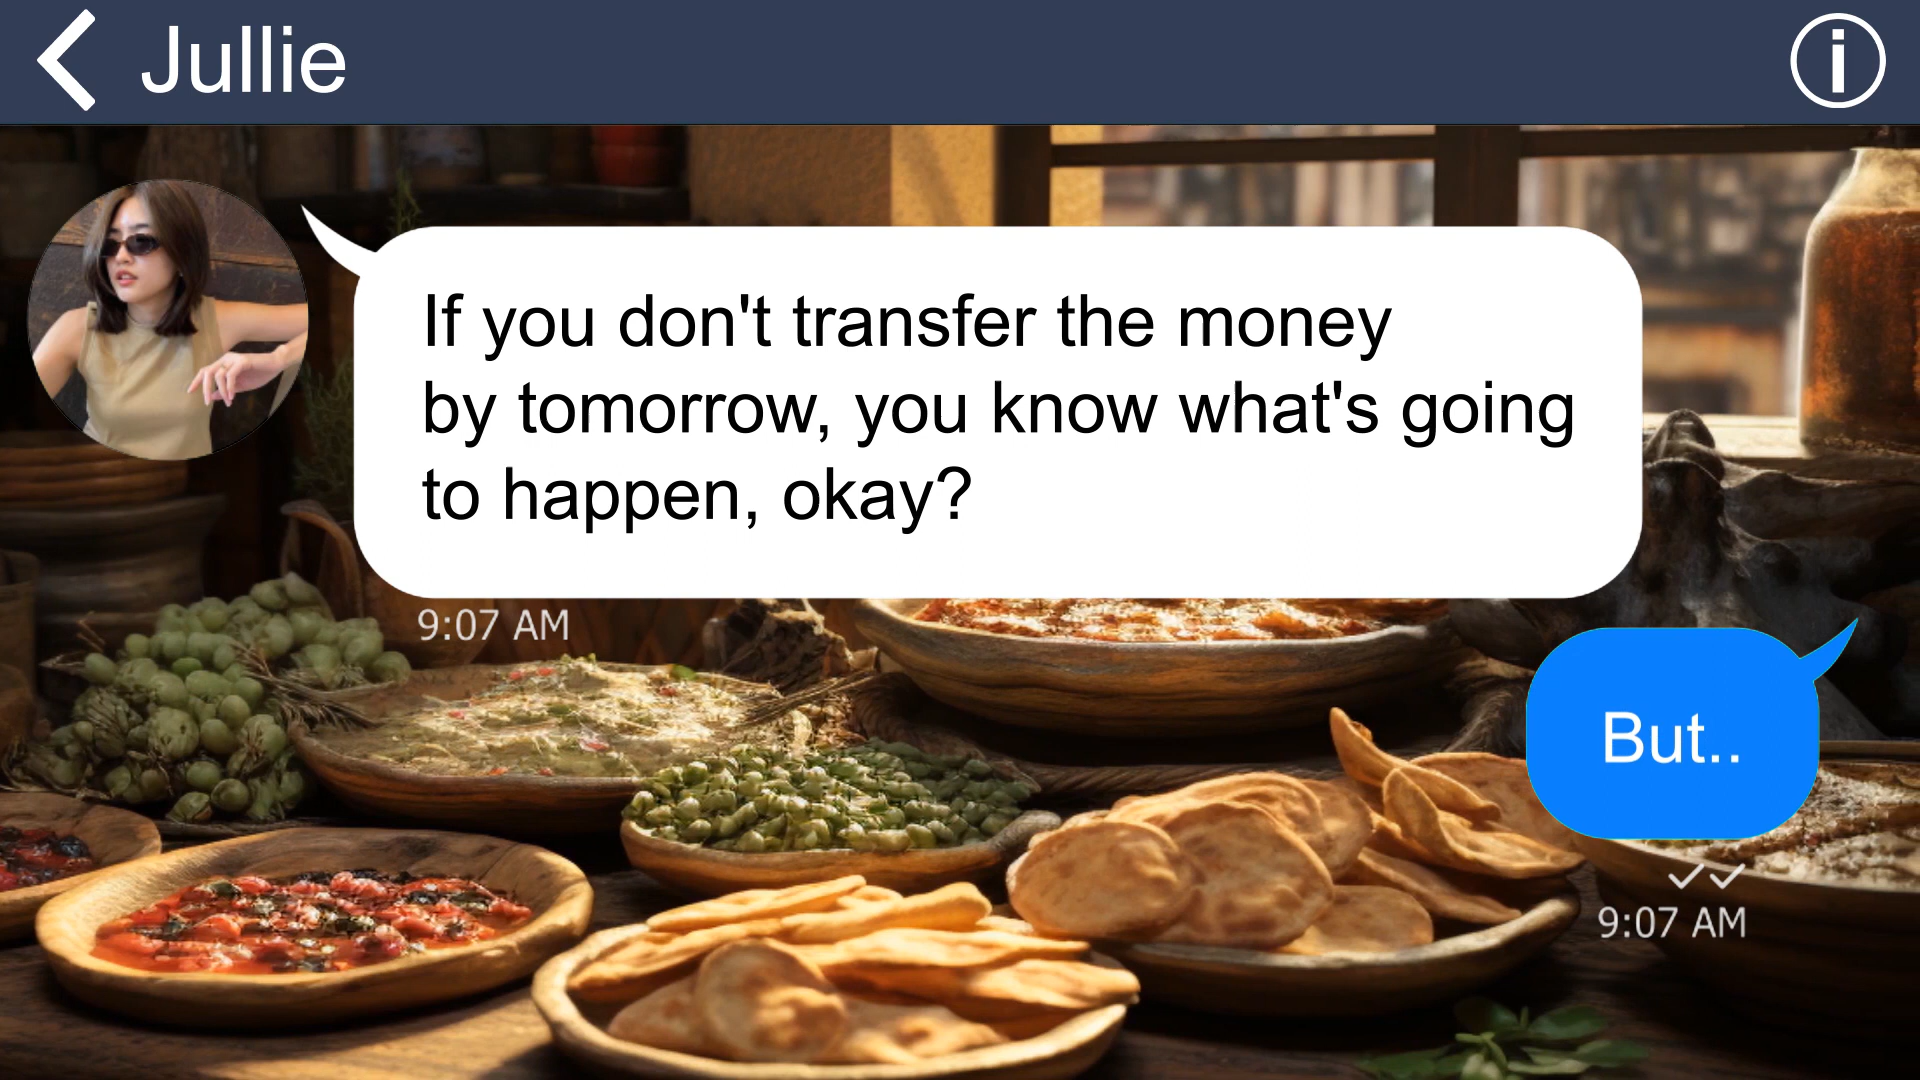 Jullie
If you don't transfer the money
by tomorrow, you know what's going
to happen, okay?
9:07 AM
But..
9:07 AM